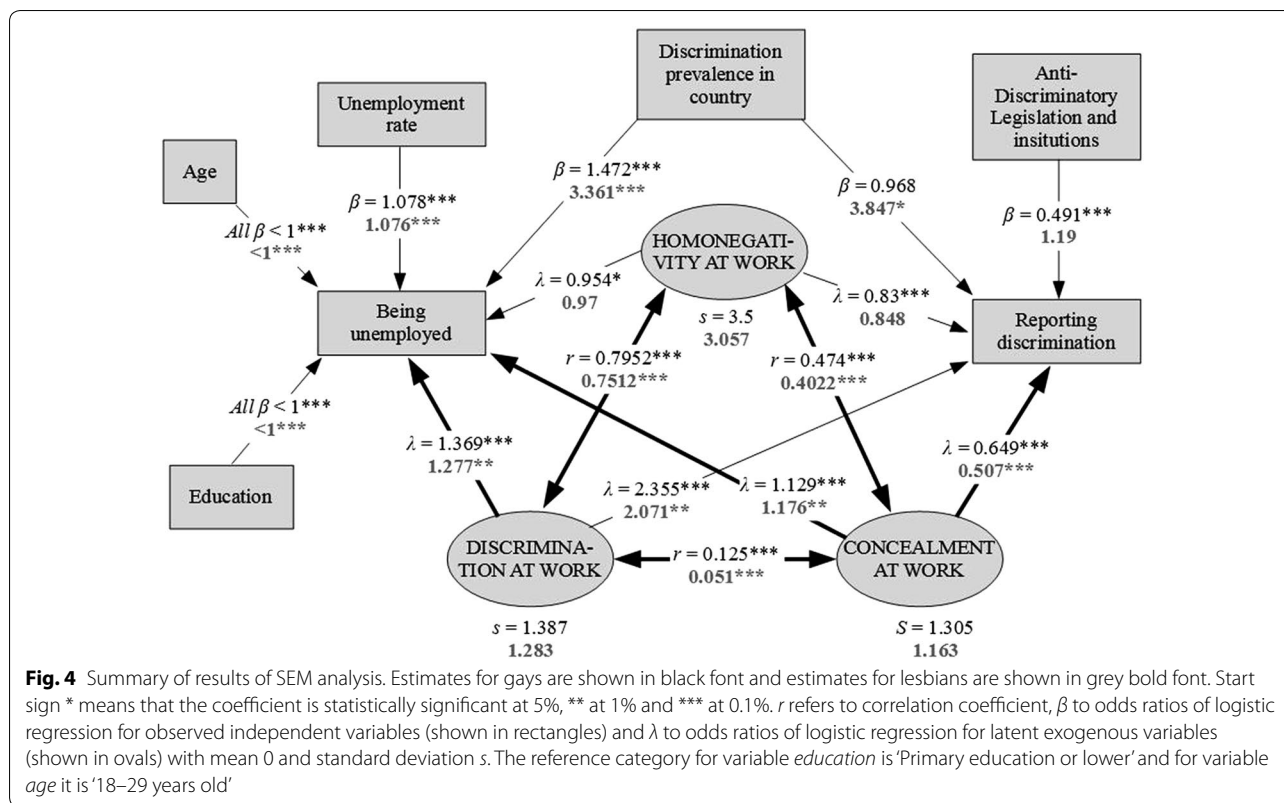 Discrimination
prevalence in
country
Anti-
Discriminatory
Legislation and
insitutions
Unemployment
rate
Age
β = 1.472***
3.361***
β = 0.968
3.847*
β = 1.078***
1.076***
β = 0.491***
1.19
All β < 1***
<1***
HOMONEGATI-
VITY AT WORK
λ = 0.954*
0.97
λ = 0.83***
0.848
Being
unemployed
s = 3.5
3.057
Reporting
discrimination
r = 0.7952***
0.7512***
r = 0.474***
0.4022***
All β < 1***
<1***
λ = 1.369***
1.277**
λ = 0.649***
0.507***
Education
λ = 2.355***
2.071**
λ = 1.129***
1.176**
DISCRIMINA-
TION AT WORK
r = 0.125***
0.051***
CONCEALMENT
AT WORK
s = 1.387
1.283
S = 1.305
1.163
Fig. 4 Summary of results of SEM analysis. Estimates for gays are shown in black font and estimates for lesbians are shown in grey bold font. Start
sign * means that the coefficient is statistically significant at 5%, ** at 1% and *** at 0.1%. r refers to correlation coefficient, β to odds ratios of logistic
regression for observed independent variables (shown in rectangles) and λ to odds ratios of logistic regression for latent exogenous variables
(shown in ovals) with mean 0 and standard deviation s. The reference category for variable education is ‘Primary education or lower’ and for variable
age it is ‘18–29 years old’